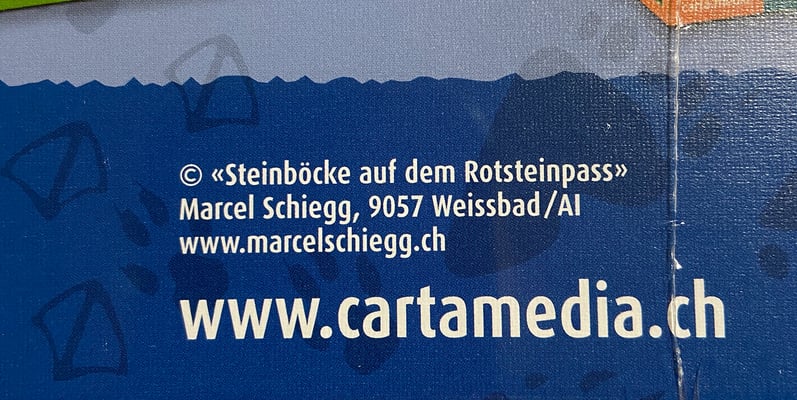 © «Steinböcke auf dem Rotsteinpass»
Marcel Schiegg, 9057 Weissbad/AI
www.marcelschiegg.ch
www.cartamedia.ch